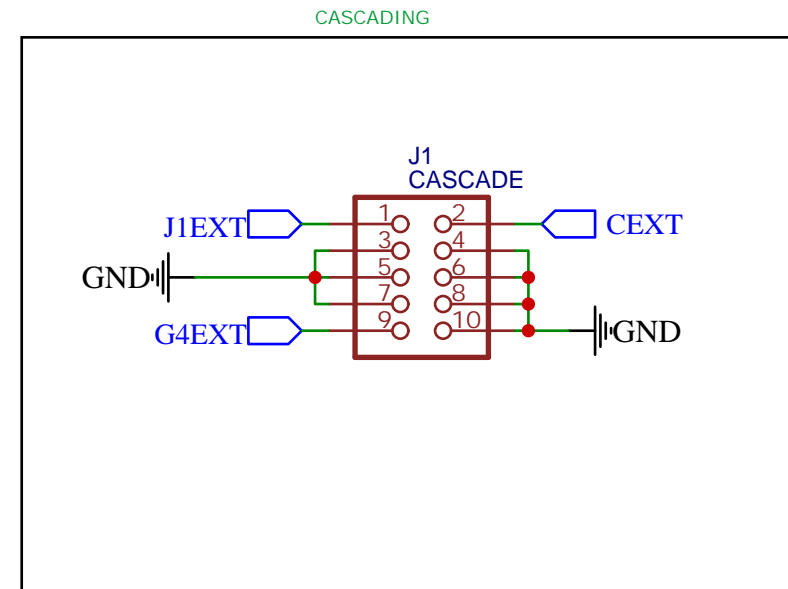 CASCADING
J1
CASCADE
J1EXT
1
2
CEXT
3
4
GND
5
6
7
8
G4EXT
9
10
GND